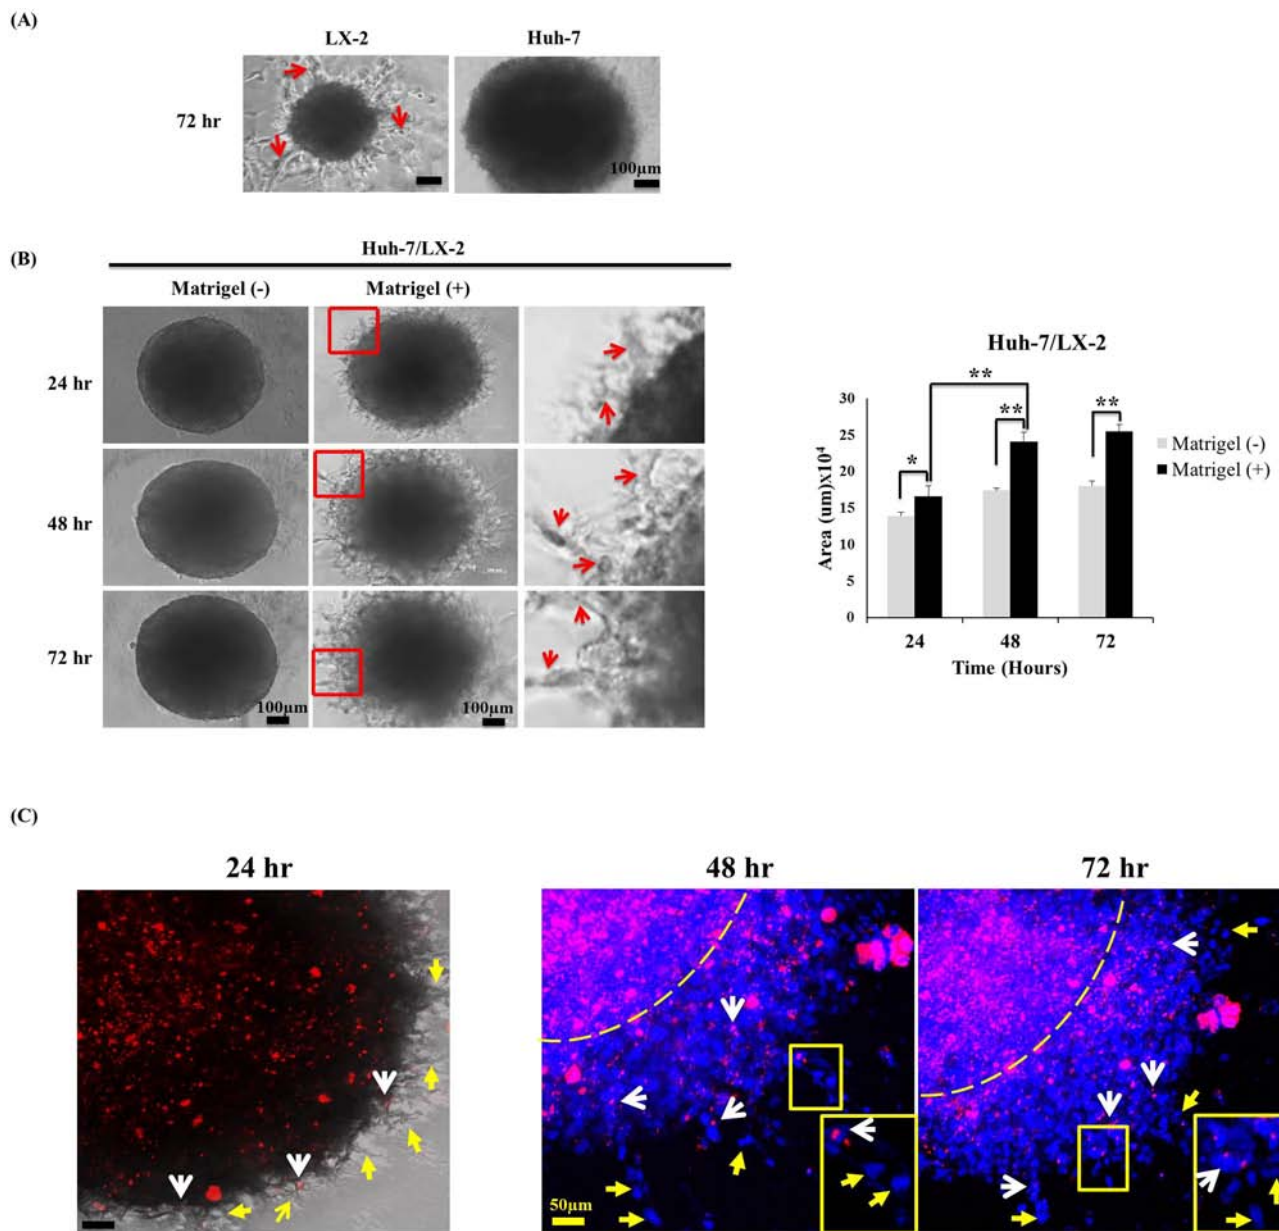 (A)
LX-2 Huh-7
72 hr
100µm
(B)
Huh-7/LX-2
Matrigel (-) Matrigel (+)
24 hr
48 hr
72 hr
100µm 100µm
Huh-7/LX-2
** 
* ** **
30
25
20
15
10
5
0
Area (um)x10⁴
24 48 72
Time (Hours)
Matrigel (-)
Matrigel (+)
(C)
24 hr 48 hr 72 hr
50µm